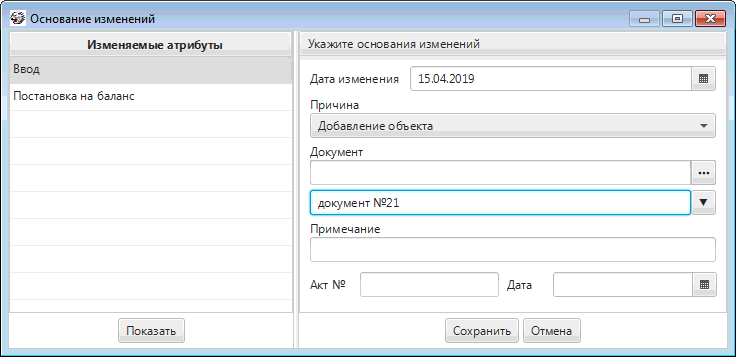 Основание изменений
Изменяемые атрибуты
Ввод
Постановка на баланс
Показать
Укажите основания изменений
Дата изменения 15.04.2019
Причина
Добавление объекта
Документ
...
документ №21
Примечание
Акт № Дата
Сохранить Отмена